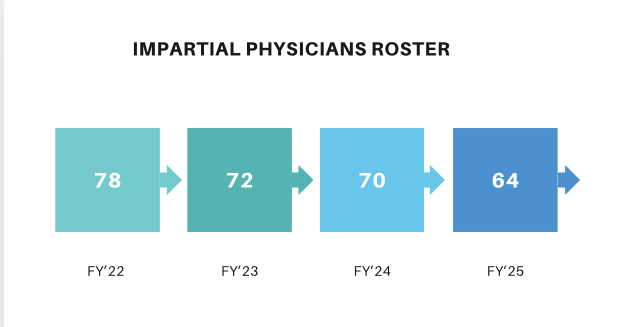 IMPARTIAL PHYSICIANS ROSTER
78 72 70 64
FY'22 FY'23 FY'24 FY'25